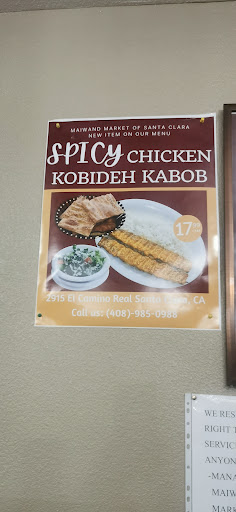 MAIWAND MARKET OF SANTA CLARA
NEW ITEM ON OUR MENU
SPICY CHICKEN
KOBIDEH KABOB
17
2915 El Camino Real Santa Clara, CA
Call us: (408)-985-0988
WE RES
RIGHT T
SERVIC
ANYON
-MANA
MAIW
MARK